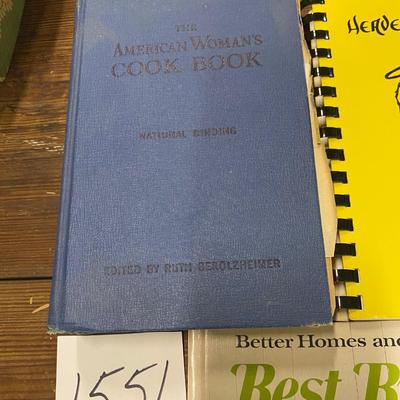 THE
AMERICAN WOMAN'S
COOK BOOK
NATIONAL BINDING
EDITED BY RUTH BEROLZHEIMER
1551
Better Homes and
Best